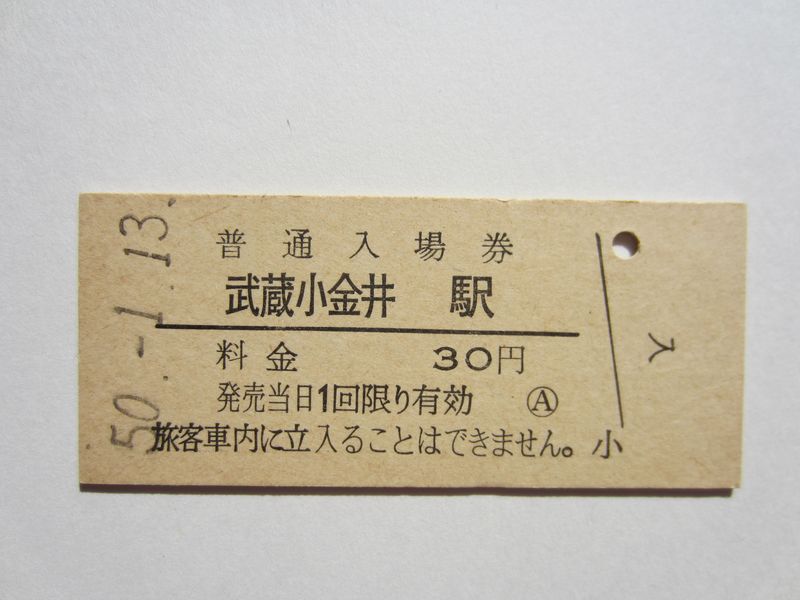 50.-1.13.
普通入場券
武蔵小金井 駅
料金 30円
発売当日1回限り有効 Ⓐ
旅客車内に立入ることはできません。 小
入